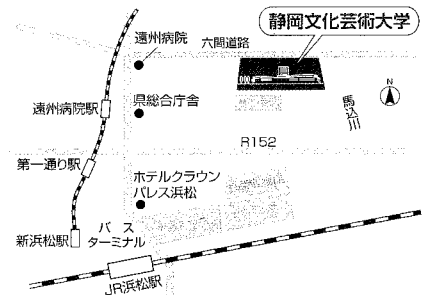 静岡文化芸術大学
遠州病院
六間道路
N
県総合庁舎
遠州病院駅
馬込川
R152
第一通り駅
ホテルクラウン
パレス浜松
バス
ターミナル
新浜松駅
JR浜松駅